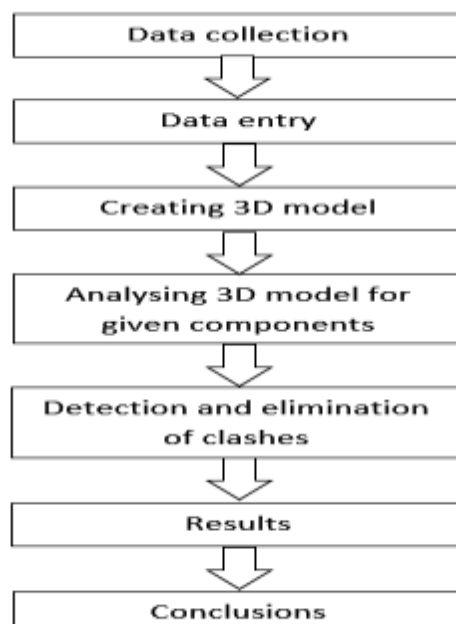 Data collection
Data entry
Creating 3D model
Analysing 3D model for
given components
Detection and elimination
of clashes
Results
Conclusions